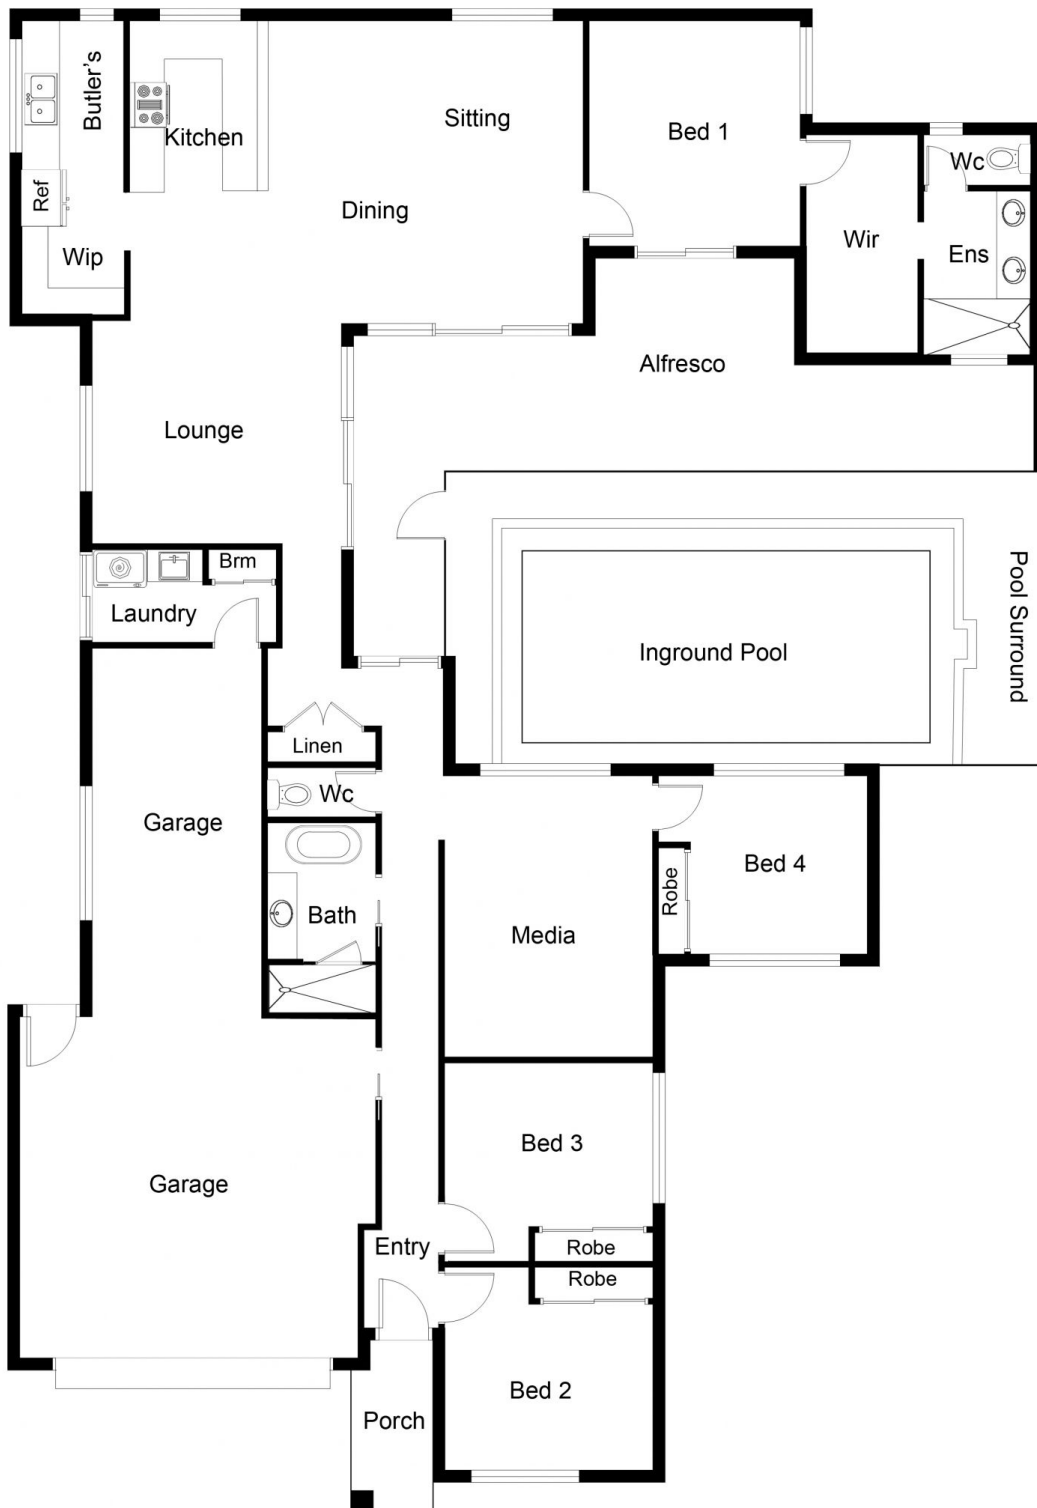 Butler's
Kitchen
Sitting
Bed 1
Wc
Ref
Dining
Wip
Wir
Ens
Alfresco
Lounge
Brm
Laundry
Pool Surround
Inground Pool
Linen
Wc
Garage
Bed 4
Robe
Bath
Media
Bed 3
Garage
Entry
Robe
Robe
Bed 2
Porch